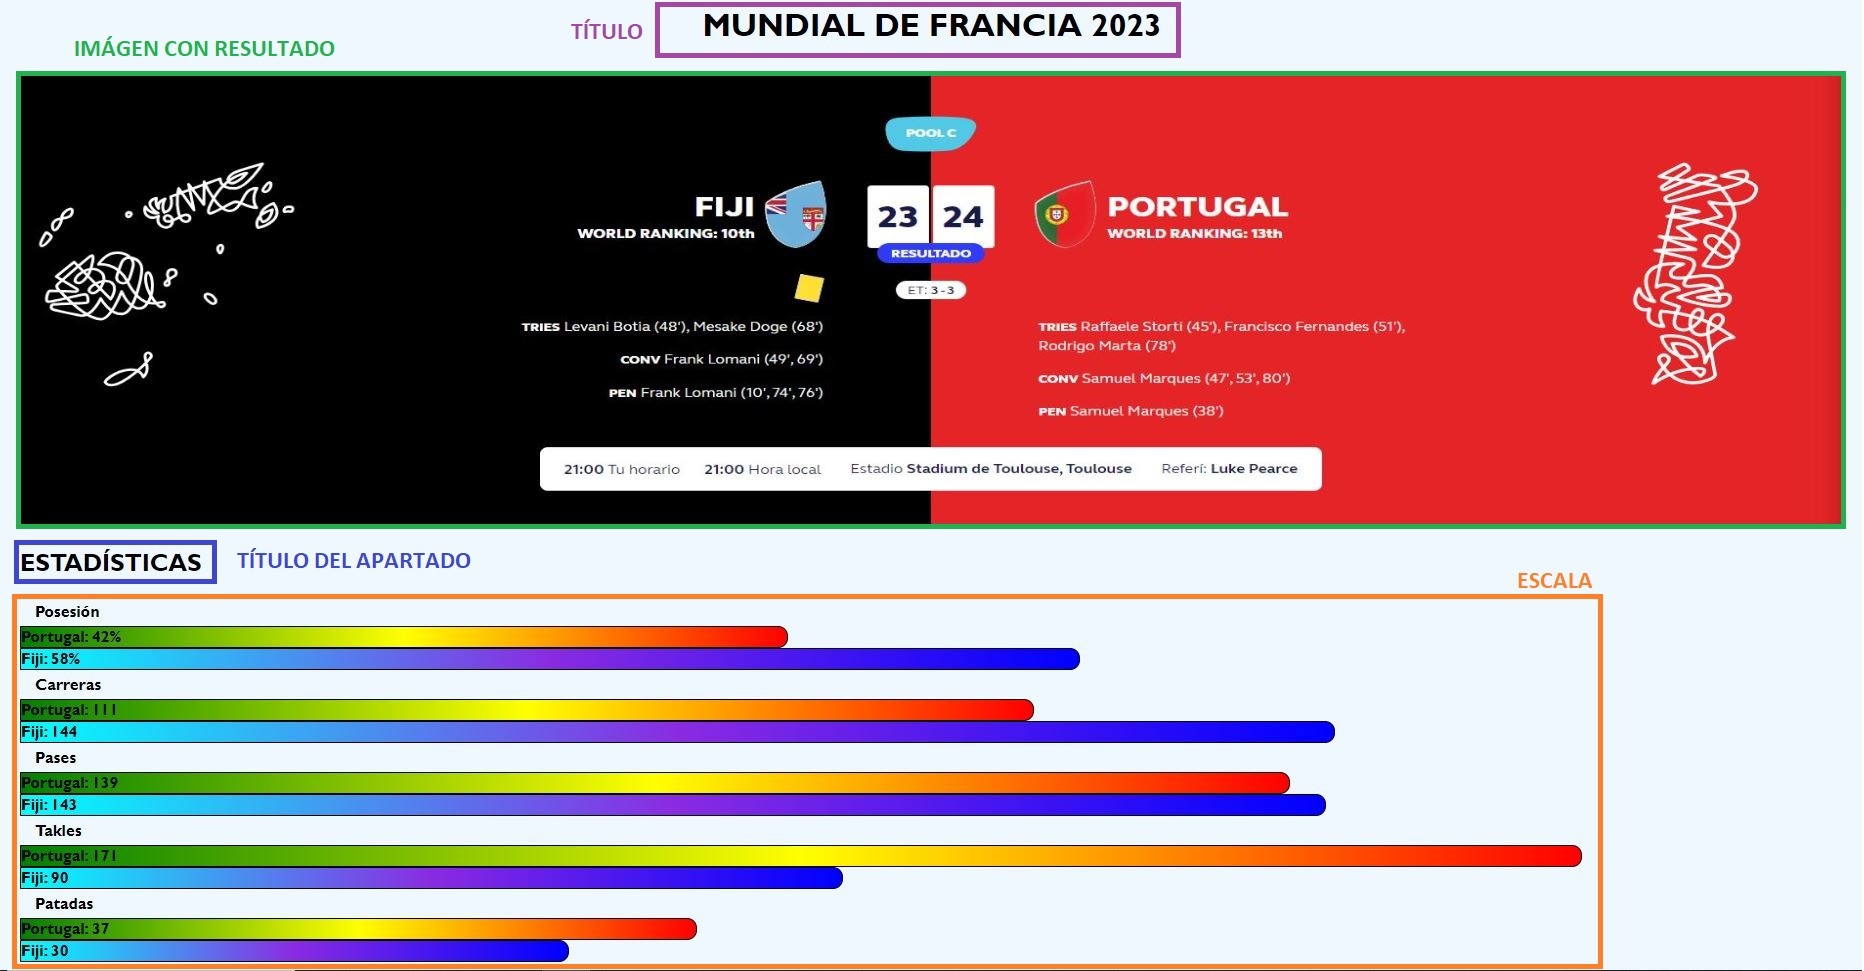 TÍTULO
MUNDIAL DE FRANCIA 2023
IMÁGEN CON RESULTADO
POOL C
FIJI
WORLD RANKING: 10th
23 24
RESULTADO
ET: 3 - 3
PORTUGAL
WORLD RANKING: 13th
TRIES Levani Botia (48'), Mesake Doge (68')
CONV Frank Lomani (49', 69')
PEN Frank Lomani (10', 74', 76')
TRIES Raffaele Storti (45'), Francisco Fernandes (51'),
Rodrigo Marta (78')
CONV Samuel Marques (47', 53', 80')
PEN Samuel Marques (38')
21:00 Tu horario 21:00 Hora local Estadio Stadium de Toulouse, Toulouse Referí: Luke Pearce
ESTADÍSTICAS
TÍTULO DEL APARTADO
ESCALA
Posesión
Portugal: 42%
Fiji: 58%
Carreras
Portugal: 111
Fiji: 144
Pases
Portugal: 139
Fiji: 143
Takles
Portugal: 171
Fiji: 90
Patadas
Portugal: 37
Fiji: 30